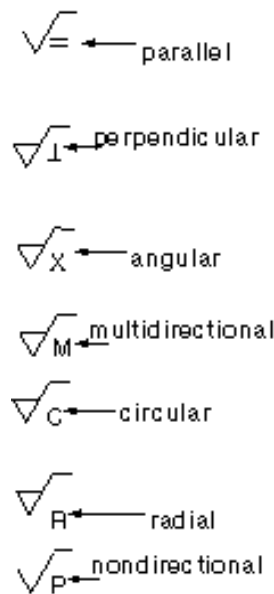 = parallel
⊥ perpendicular
X angular
M multidirectional
C circular
R radial
P nondirectional